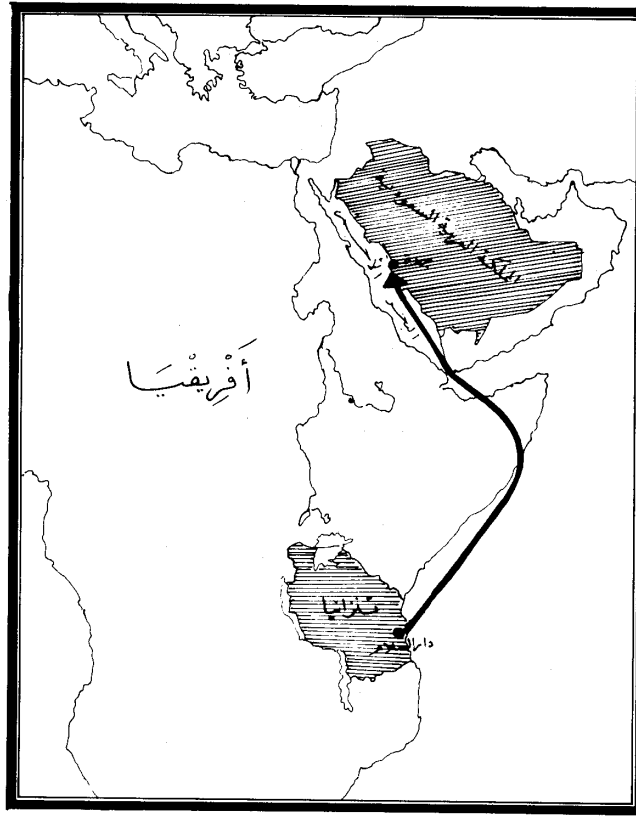 المملكة العربية السعودية
جدة
أَفْرِيقْيَا
تنزانيا
دار السلام